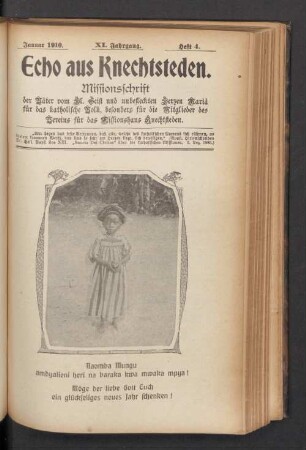 Januar 1910. XI. Jahrgang. Heft 4.
Echo aus Knechtsteden.
Missionsschrift
der Väter vom Hl. Geist und unbefleckten Herzen Mariä
für das katholische Volk, besonders für die Mitglieder des
Vereins für das Missionshaus Knechtsteden.
Naomba Mungu
awabgalieni heri na baraka kwa mwaka mpya!
Möge der liebe Gott Euch
ein glückseliges neues Jahr schenken!